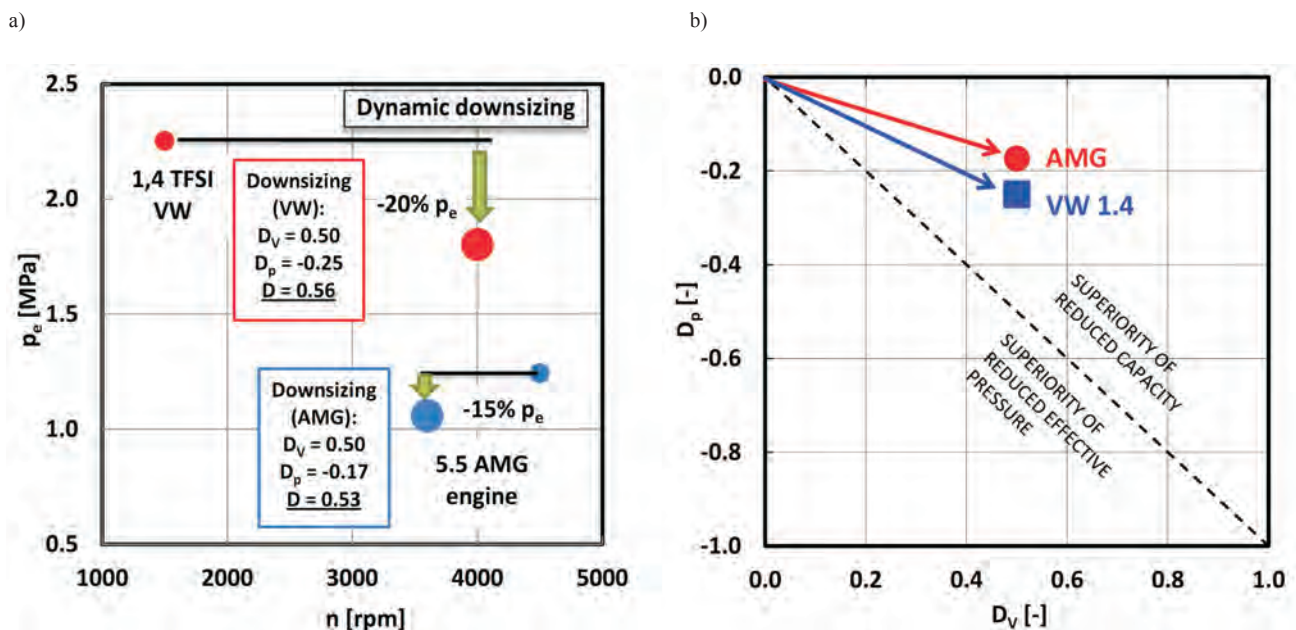 a)
b)
2.5
2.0
1.5
1.0
0.5
p_e [MPa]
1000
2000
3000
4000
5000
n [rpm]
Dynamic downsizing
1,4 TFSI
VW
Downsizing
(VW):
D_V = 0.50
D_p = -0.25
D = 0.56
-20% p_e
Downsizing
(AMG):
D_V = 0.50
D_p = -0.17
D = 0.53
-15% p_e
5.5 AMG
engine
0.0
-0.2
-0.4
-0.6
-0.8
-1.0
D_p [-]
0.0
0.2
0.4
0.6
0.8
1.0
D_V [-]
AMG
VW 1.4
SUPERIORITY OF
REDUCED CAPACITY
SUPERIORITY OF
REDUCED EFFECTIVE
PRESSURE